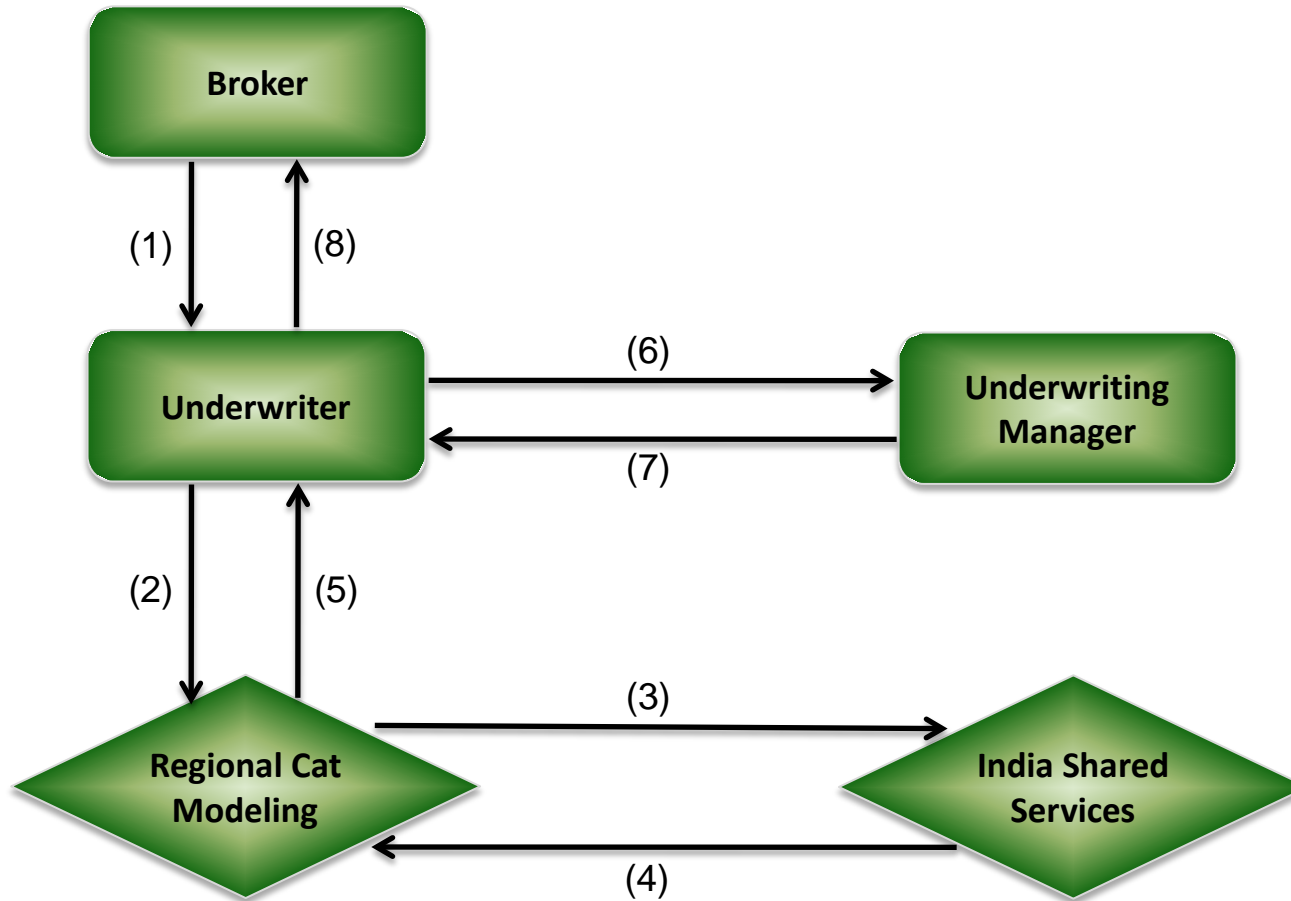 Broker
(1)
(8)
Underwriter
(6)
Underwriting
Manager
(7)
(2)
(5)
Regional Cat
Modeling
(3)
India Shared
Services
(4)